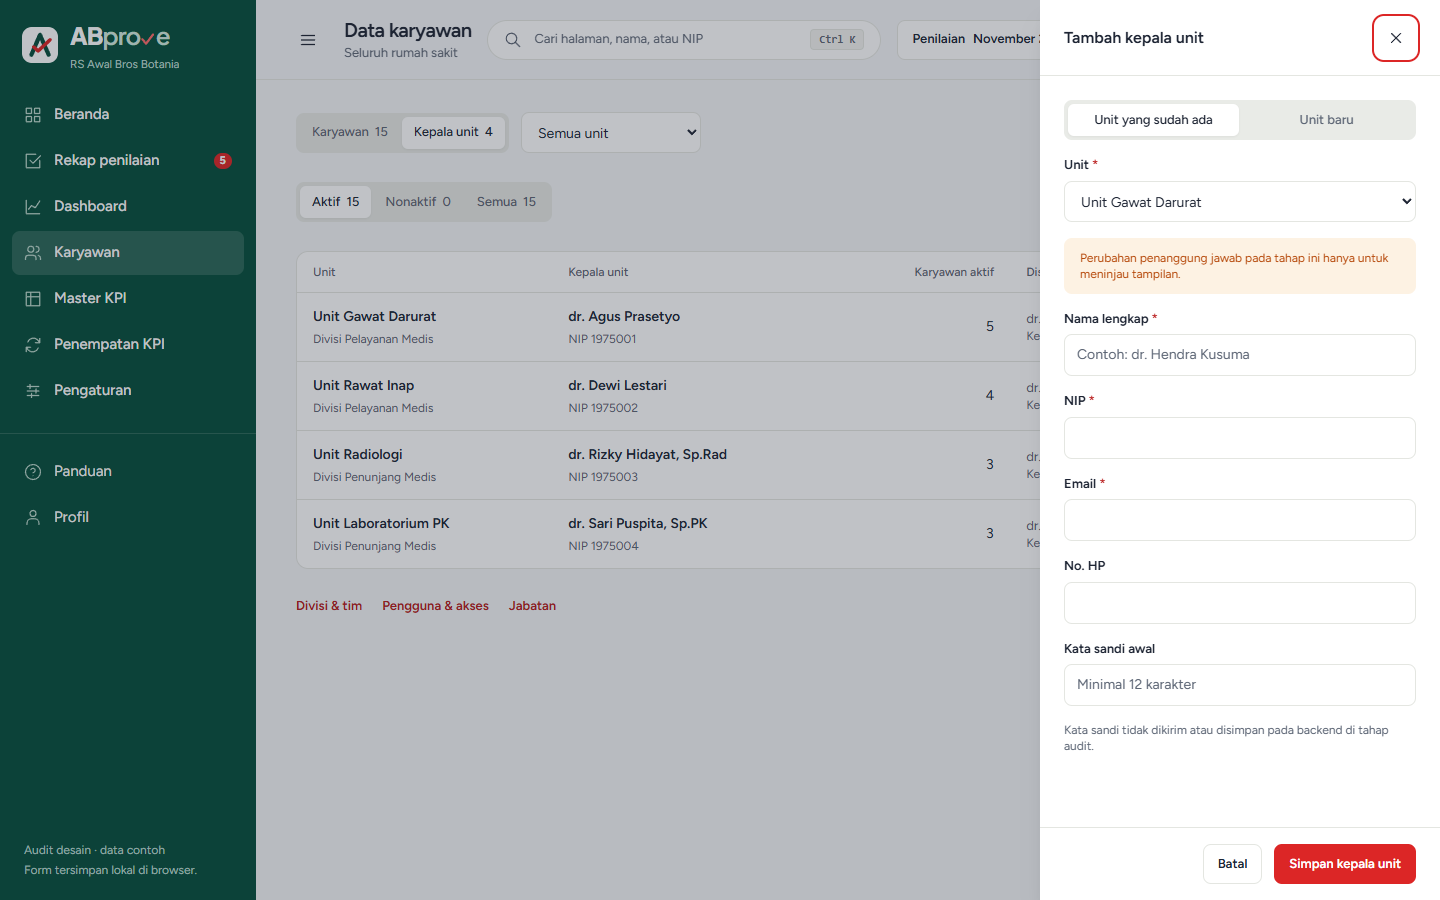 ABprove
RS Awal Bros Botania
Beranda
Rekap penilaian 5
Dashboard
Karyawan
Master KPI
Penempatan KPI
Pengaturan
Panduan
Profil
Audit desain · data contoh
Form tersimpan lokal di browser.
Data karyawan
Seluruh rumah sakit
Cari halaman, nama, atau NIP Ctrl K
Penilaian November
Karyawan 15 Kepala unit 4 Semua unit
Aktif 15 Nonaktif 0 Semua 15
Unit Kepala unit Karyawan aktif
Unit Gawat Darurat dr. Agus Prasetyo 5 dr.
Divisi Pelayanan Medis NIP 1975001 Ke
Unit Rawat Inap dr. Dewi Lestari 4 dr.
Divisi Pelayanan Medis NIP 1975002 Ke
Unit Radiologi dr. Rizky Hidayat, Sp.Rad 3 dr.
Divisi Penunjang Medis NIP 1975003 Ke
Unit Laboratorium PK dr. Sari Puspita, Sp.PK 3 dr.
Divisi Penunjang Medis NIP 1975004 Ke
Divisi & tim Pengguna & akses Jabatan
Tambah kepala unit
Unit yang sudah ada Unit baru
Unit *
Unit Gawat Darurat
Perubahan penanggung jawab pada tahap ini hanya untuk
meninjau tampilan.
Nama lengkap *
Contoh: dr. Hendra Kusuma
NIP *
Email *
No. HP
Kata sandi awal
Minimal 12 karakter
Kata sandi tidak dikirim atau disimpan pada backend di tahap
audit.
Batal Simpan kepala unit